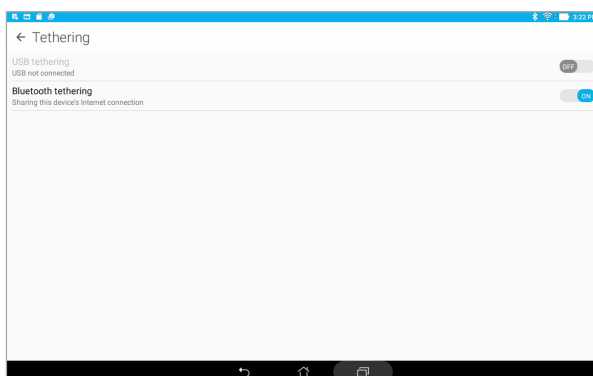 3:22 P
Tethering
USB tethering
USB not connected
OFF
Bluetooth tethering
Sharing this device's Internet connection
ON